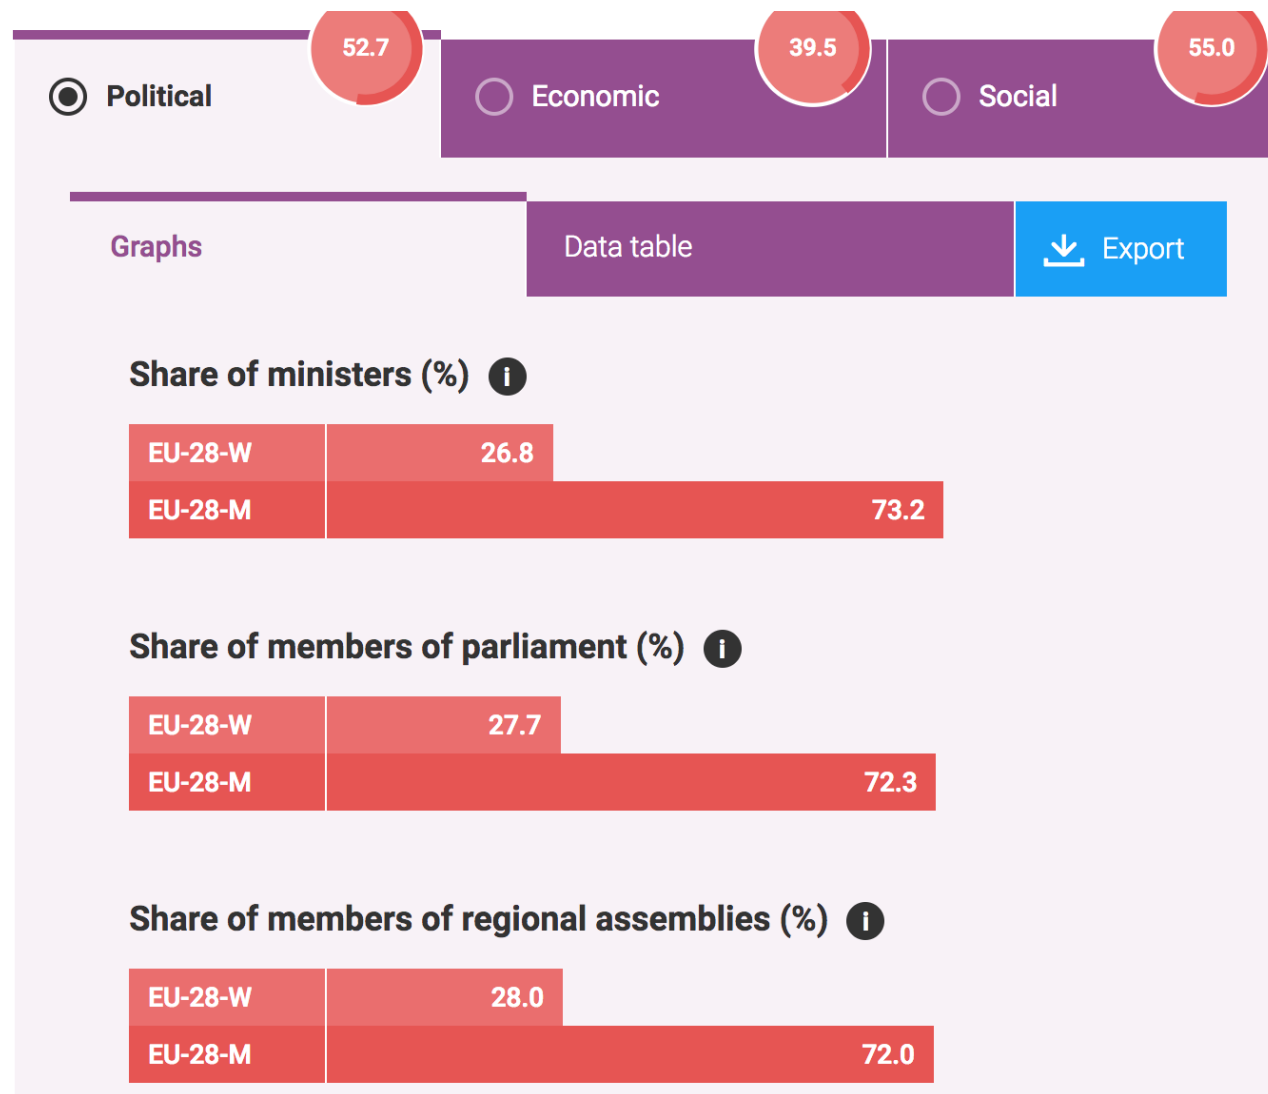 52.7 39.5 55.0
Political Economic Social
Graphs Data table Export
Share of ministers (%) i
EU-28-W 26.8
EU-28-M 73.2
Share of members of parliament (%) i
EU-28-W 27.7
EU-28-M 72.3
Share of members of regional assemblies (%) i
EU-28-W 28.0
EU-28-M 72.0